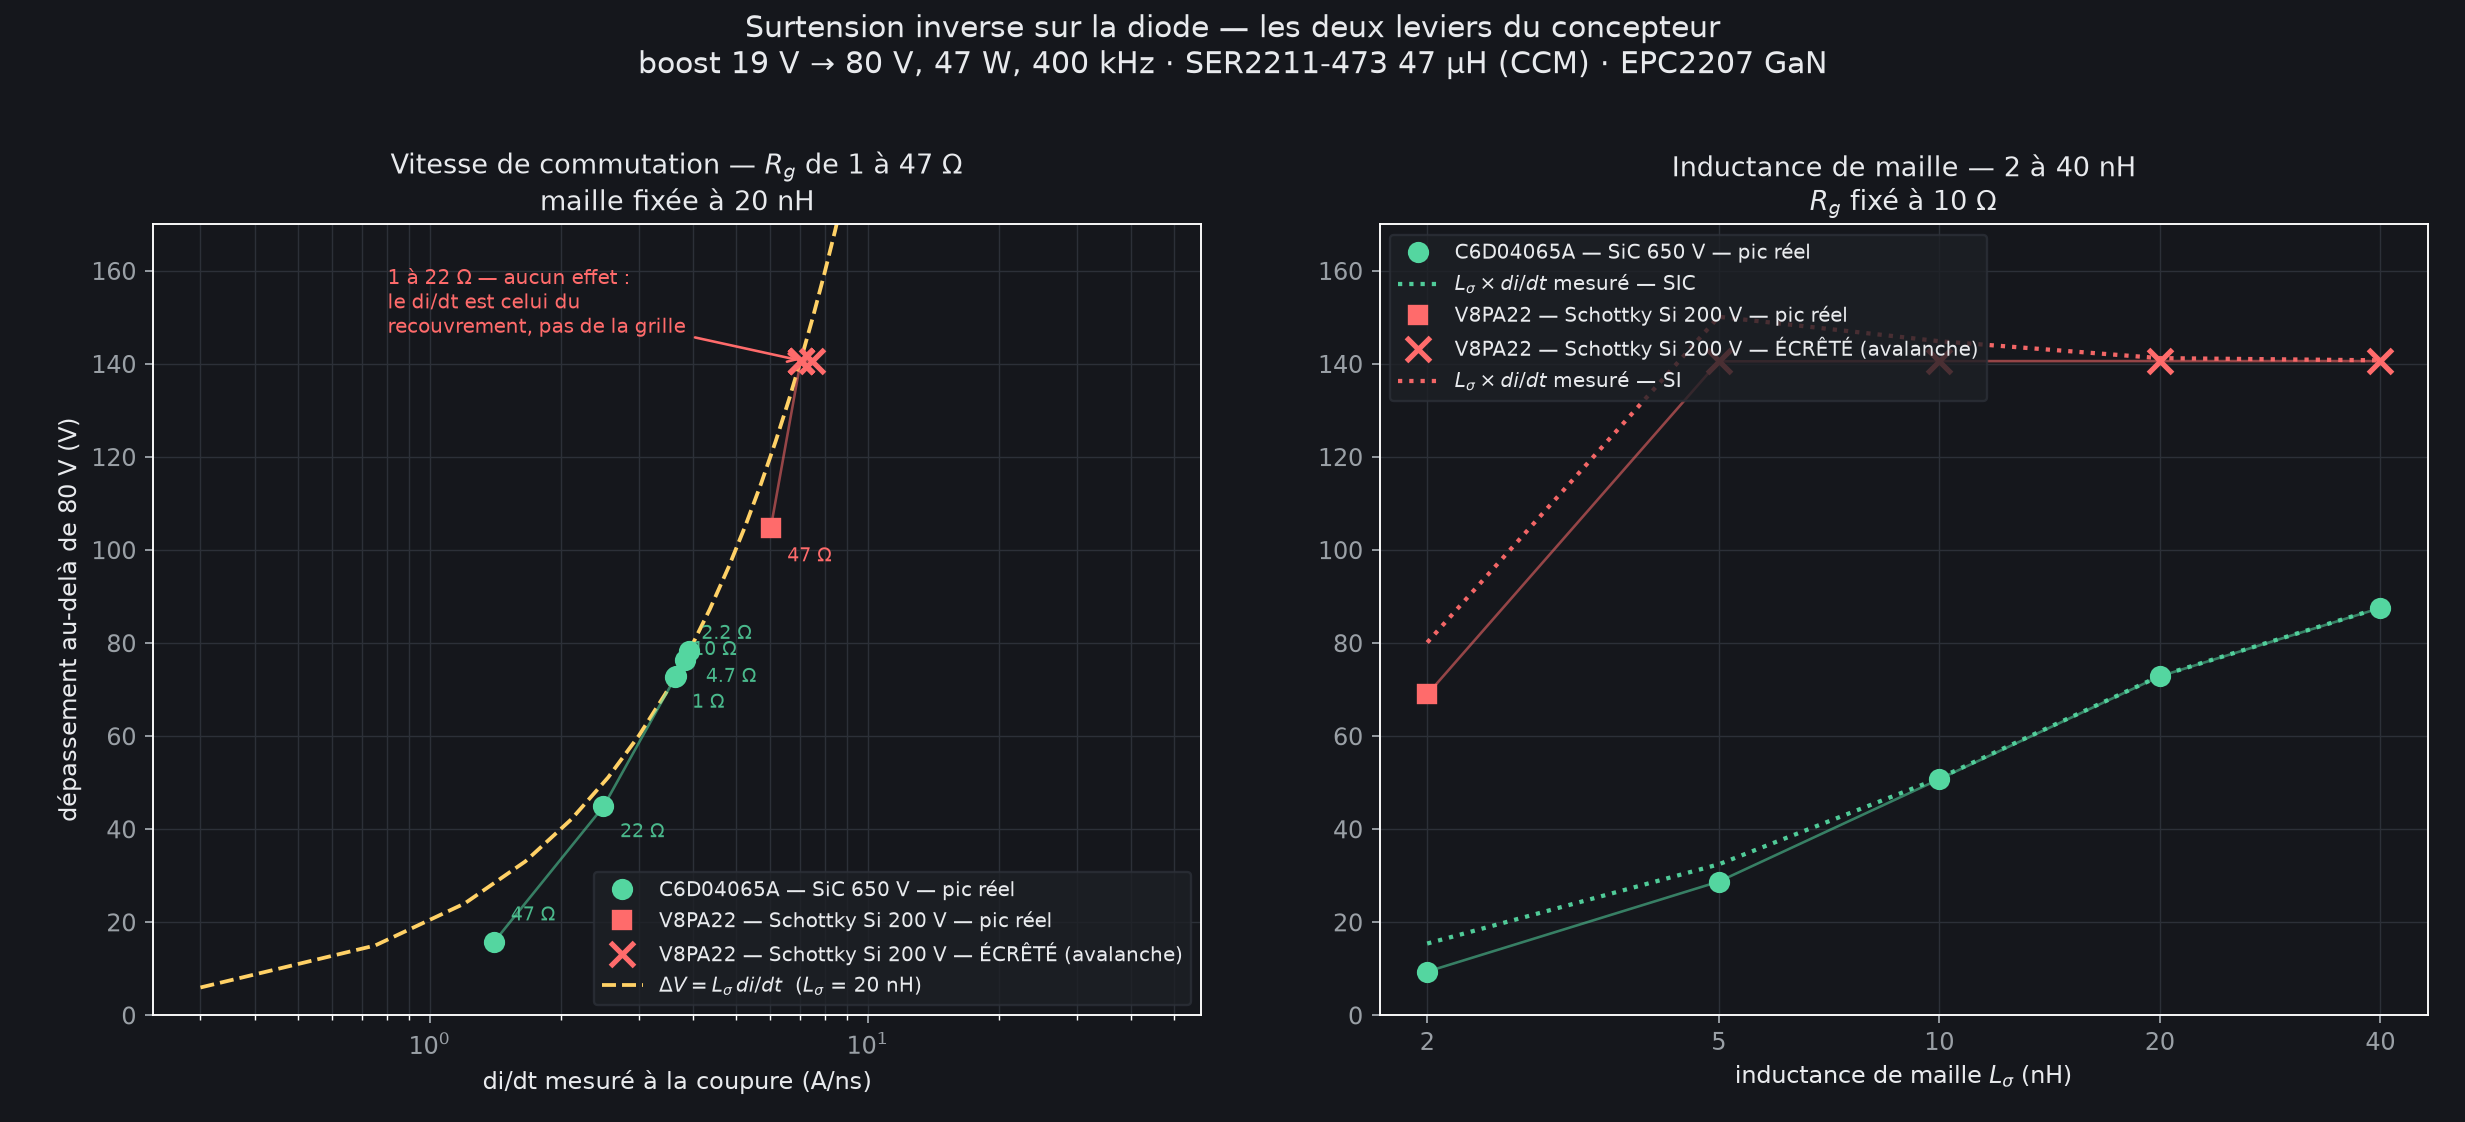 Surtension inverse sur la diode — les deux leviers du concepteur
boost 19 V → 80 V, 47 W, 400 kHz · SER2211-473 47 µH (CCM) · EPC2207 GaN
Vitesse de commutation — Rg de 1 à 47 Ω
maille fixée à 20 nH
dépassement au-delà de 80 V (V)
160
140
120
100
80
60
40
20
0
1 à 22 Ω — aucun effet :
le di/dt est celui du
recouvrement, pas de la grille
47 Ω
2.2 Ω
10 Ω
4.7 Ω
1 Ω
22 Ω
47 Ω
C6D04065A — SiC 650 V — pic réel
V8PA22 — Schottky Si 200 V — pic réel
V8PA22 — Schottky Si 200 V — ÉCRÊTÉ (avalanche)
ΔV = Lσ di/dt (Lσ = 20 nH)
10⁰
10¹
di/dt mesuré à la coupure (A/ns)
Inductance de maille — 2 à 40 nH
Rg fixé à 10 Ω
160
140
120
100
80
60
40
20
0
C6D04065A — SiC 650 V — pic réel
Lσ × di/dt mesuré — SIC
V8PA22 — Schottky Si 200 V — pic réel
V8PA22 — Schottky Si 200 V — ÉCRÊTÉ (avalanche)
Lσ × di/dt mesuré — SI
2
5
10
20
40
inductance de maille Lσ (nH)